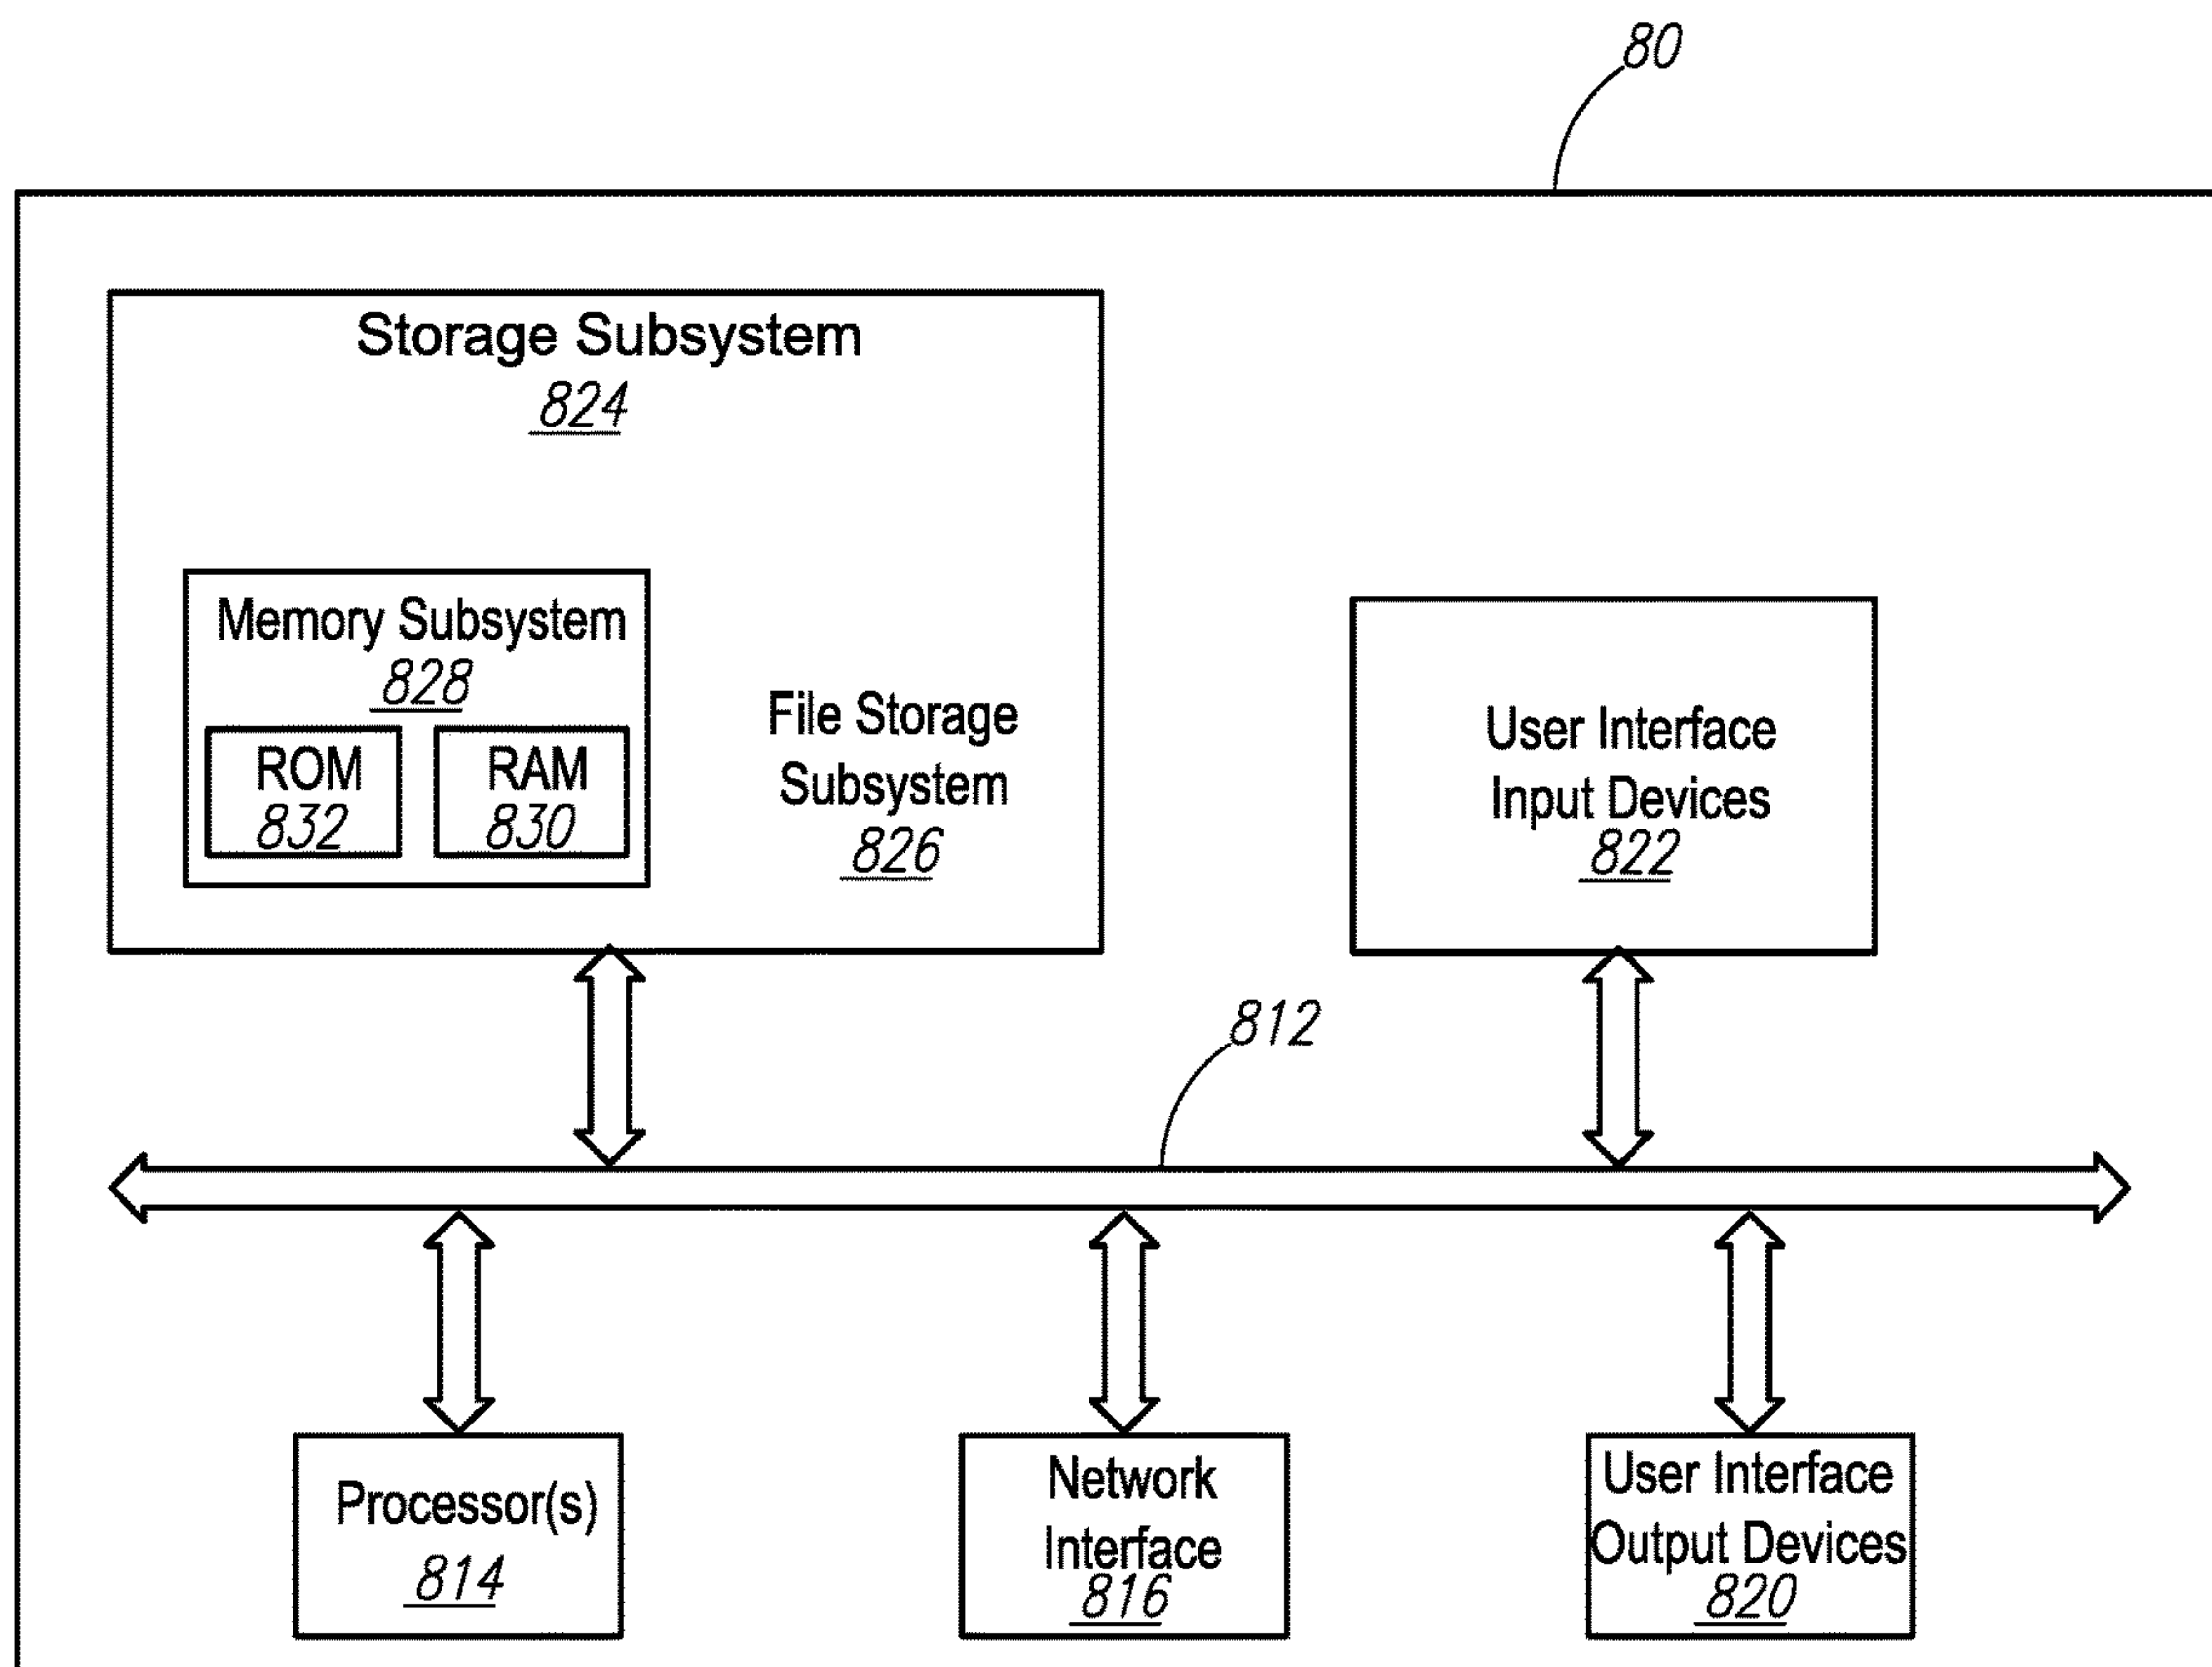 80
Storage Subsystem
824
Memory Subsystem
828
ROM
832
RAM
830
File Storage
Subsystem
826
User Interface
Input Devices
822
812
Processor(s)
814
Network
Interface
816
User Interface
Output Devices
820